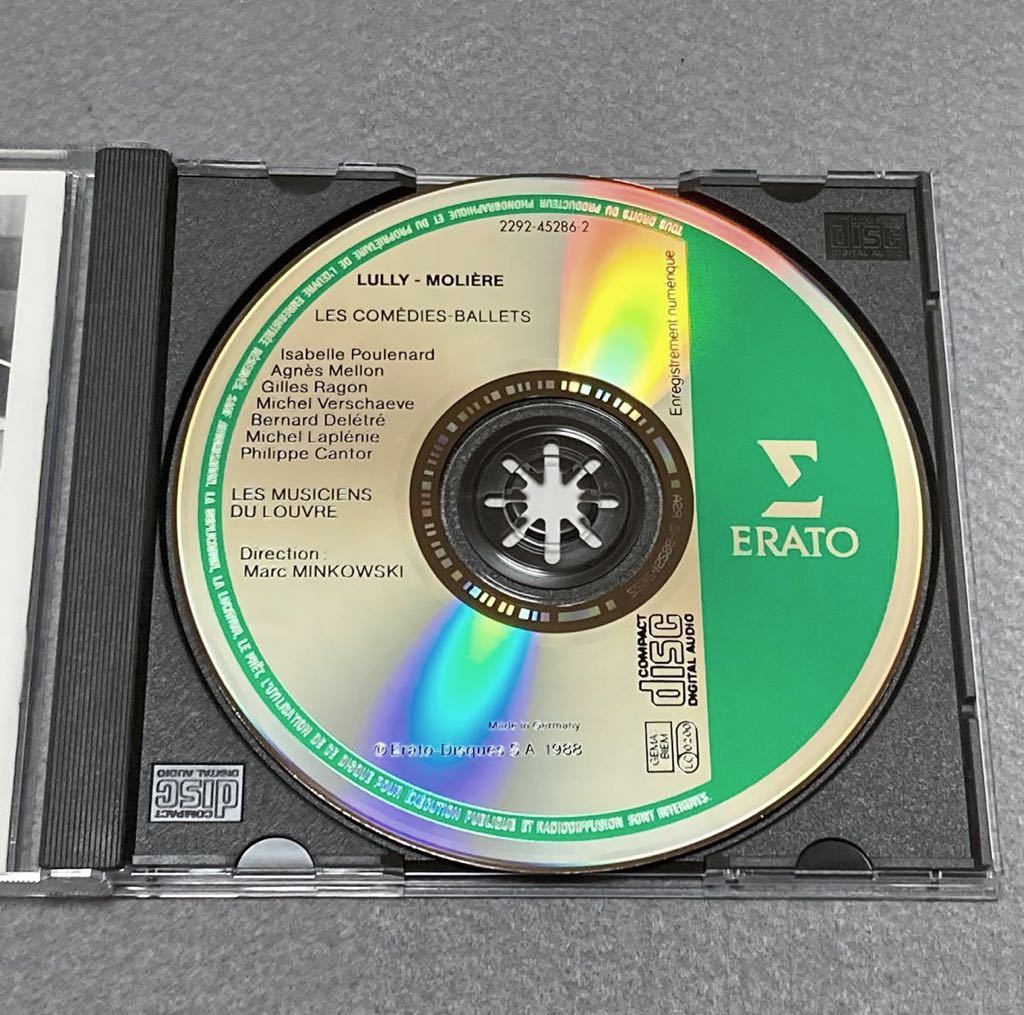 2292-45286-2
LULLY - MOLIÈRE
LES COMÉDIES-BALLETS
Isabelle Poulenard
Agnès Mellon
Gilles Ragon
Michel Verschaeve
Bernard Delétré
Michel Laplénie
Philippe Cantor
LES MUSICIENS
DU LOUVRE
Direction :
Marc MINKOWSKI
Enregistrement numérique
ERATO
COMPACT
disc
DIGITAL AUDIO
GEMA
BIEM
Made in Germany
℗ Erato-Disques S.A. 1988
TOUS DROITS DU PRODUCTEUR PHONOGRAPHIQUE ET DU PROPRIÉTAIRE DE L'ŒUVRE ENREGISTRÉE RÉSERVÉS. SAUF AUTORISATION, LA DUPLICATION, LA LOCATION, LE PRÊT, L'UTILISATION DE CE DISQUE POUR EXÉCUTION PUBLIQUE ET RADIODIFFUSION SONT INTERDITS.
disc
DIGITAL AUDIO
COMPACT
disc
DIGITAL AUDIO